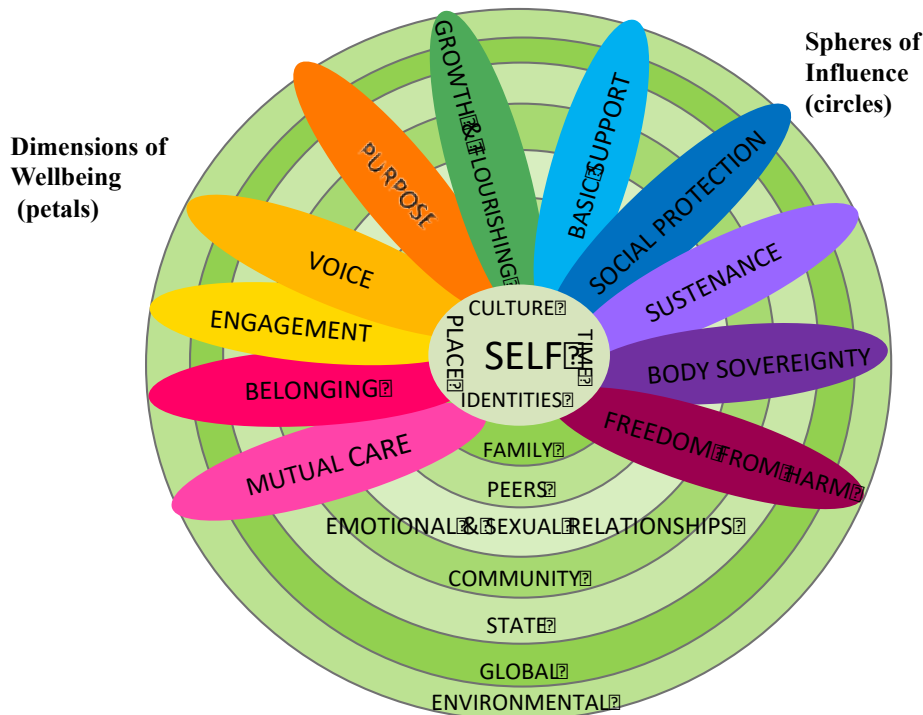 Spheres of
Influence
(circles)
Dimensions of
Wellbeing
(petals)
MUTUAL CARE
BELONGING
ENGAGEMENT
VOICE
PURPOSE
GROWTH & FLOURISHING
BASIC SUPPORT
SOCIAL PROTECTION
SUSTENANCE
BODY SOVEREIGNTY
FREEDOM FROM HARM
CULTURE
PLACE
SELF
TIME
IDENTITIES
FAMILY
PEERS
EMOTIONAL & SEXUAL RELATIONSHIPS
COMMUNITY
STATE
GLOBAL
ENVIRONMENTAL